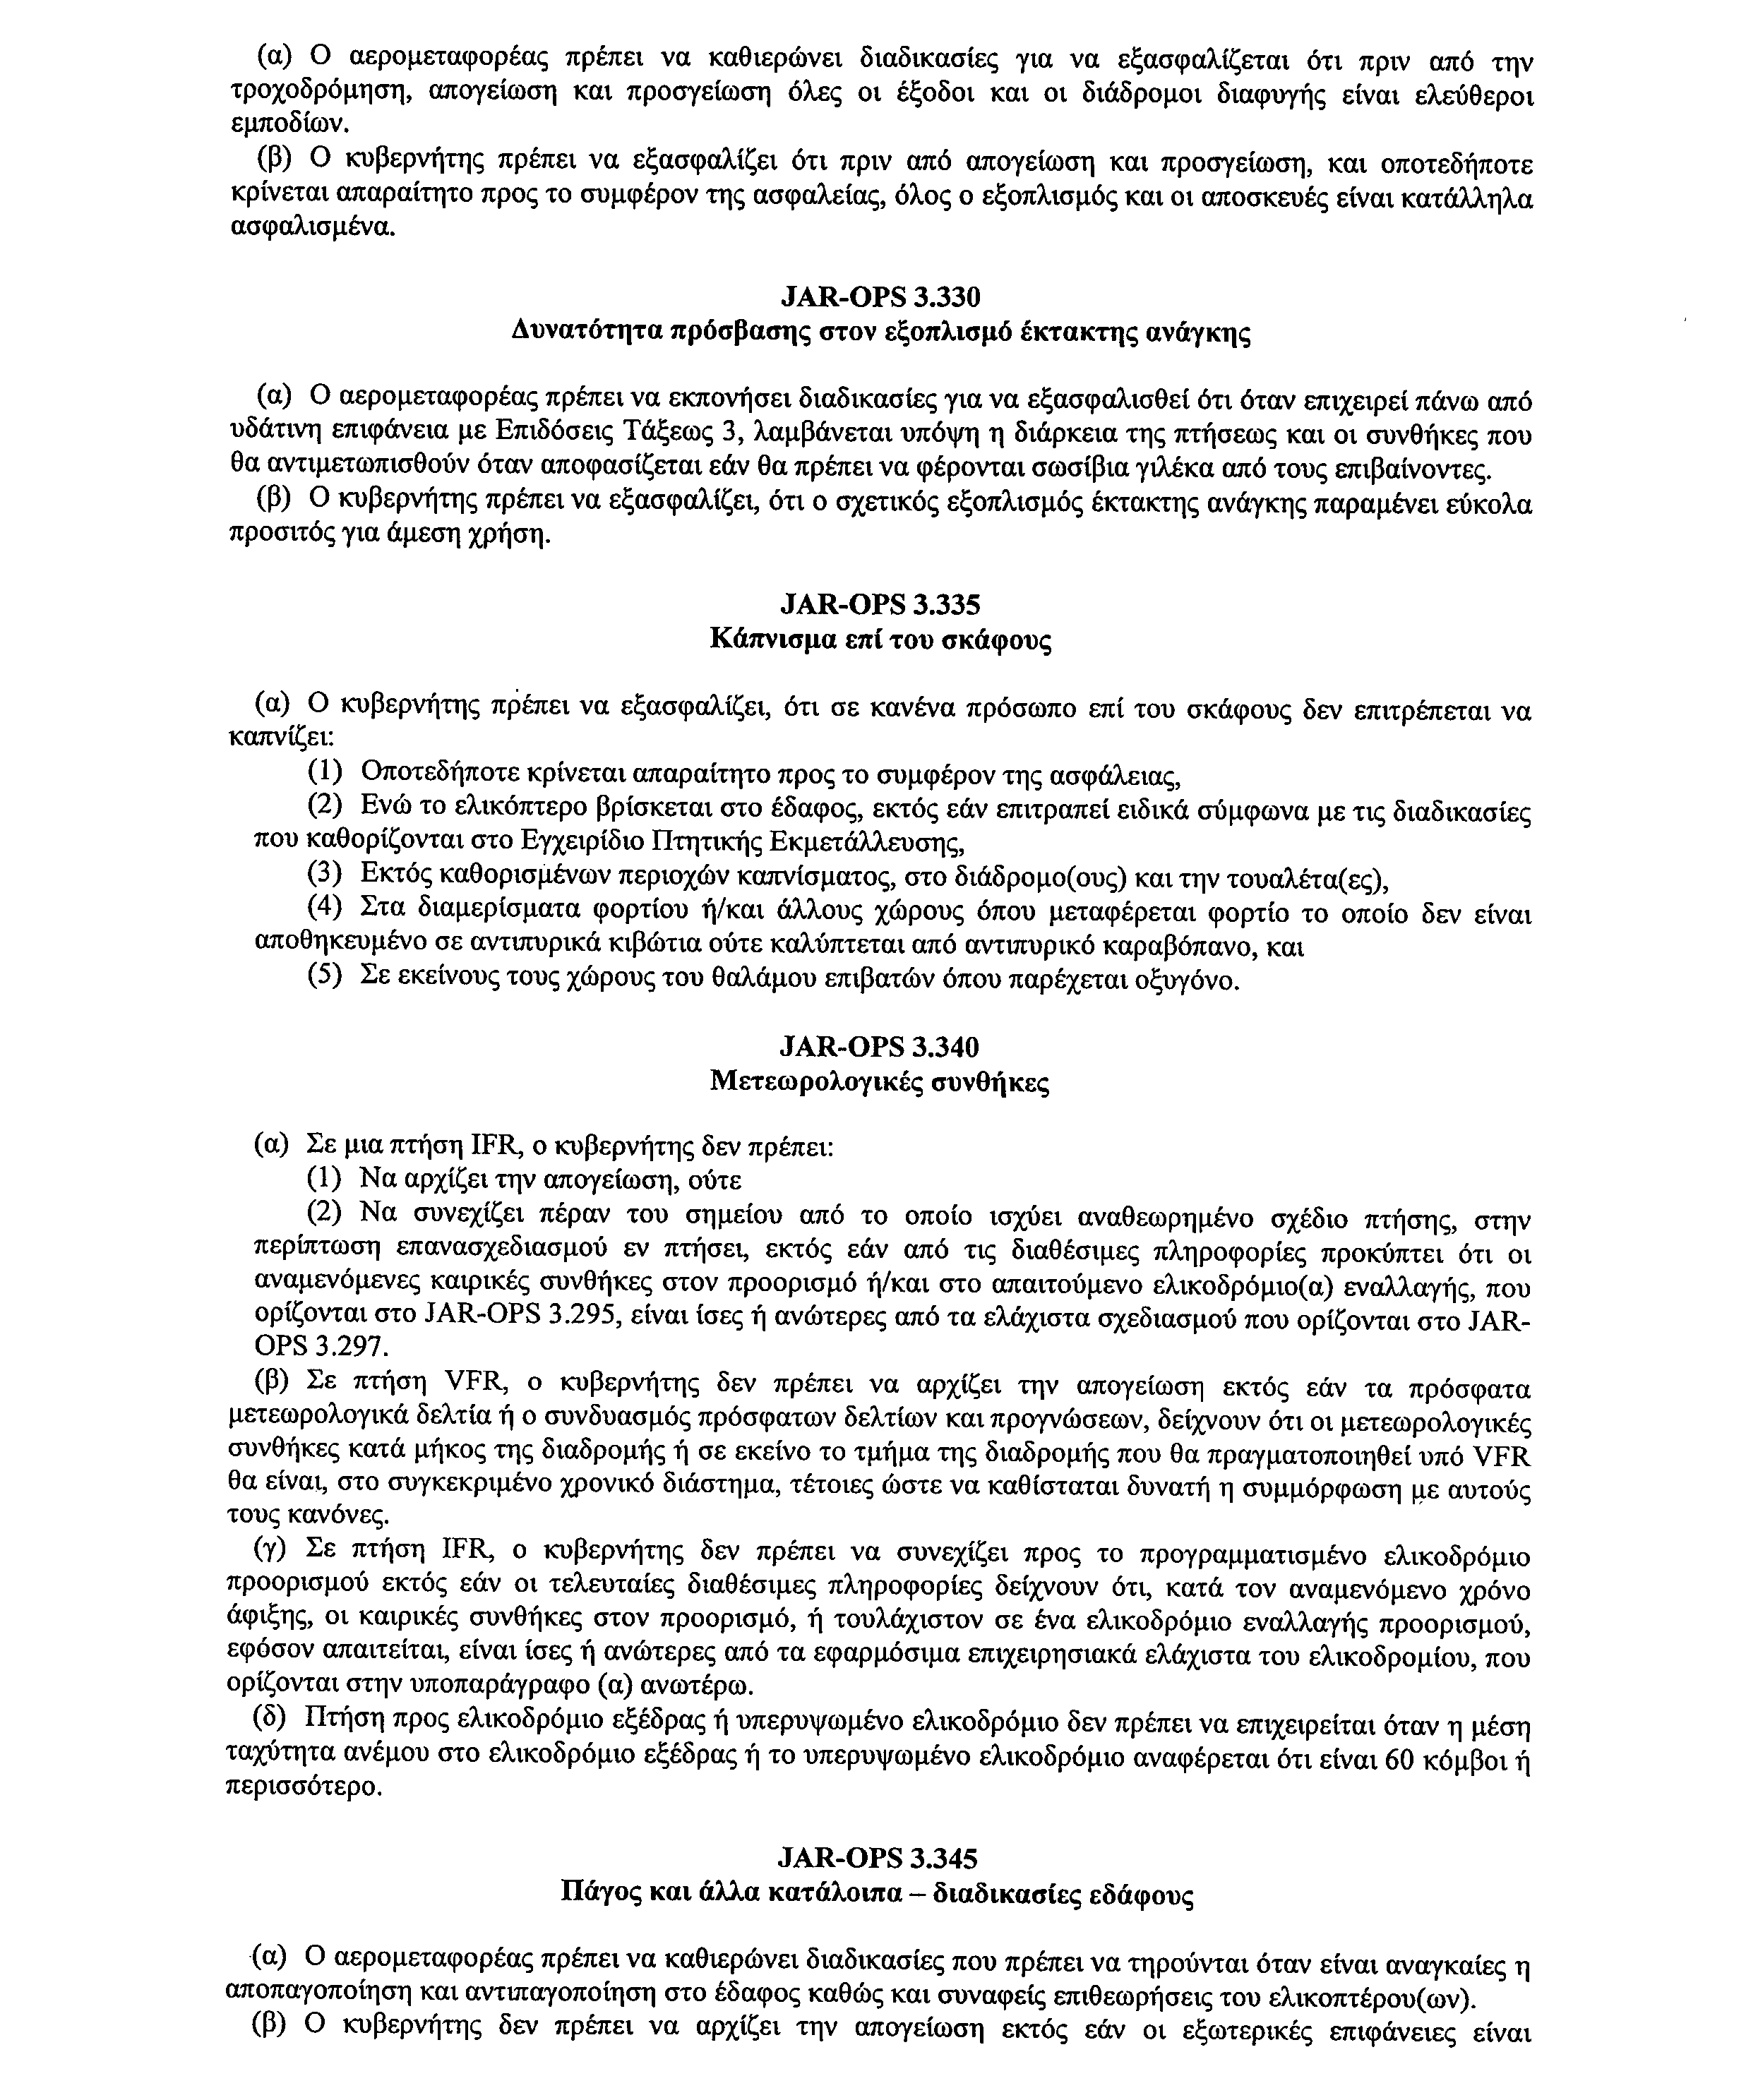 (α) Ο αερομεταφορέας πρέπει να καθιερώνει διαδικασίες για να εξασφαλίζεται ότι πριν από την
τροχοδρόμηση, απογείωση και προσγείωση όλες οι έξοδοι και οι διάδρομοι διαφυγής είναι ελεύθεροι
εμποδίων.
(β) Ο κυβερνήτης πρέπει να εξασφαλίζει ότι πριν από απογείωση και προσγείωση, και οποτεδήποτε
κρίνεται απαραίτητο προς το συμφέρον της ασφαλείας, όλος ο εξοπλισμός και οι αποσκευές είναι κατάλληλα
ασφαλισμένα.
JAR-OPS 3.330
Δυνατότητα πρόσβασης στον εξοπλισμό έκτακτης ανάγκης
(α) Ο αερομεταφορέας πρέπει να εκπονήσει διαδικασίες για να εξασφαλισθεί ότι όταν επιχειρεί πάνω από
υδάτινη επιφάνεια με Επιδόσεις Τάξεως 3, λαμβάνεται υπόψη η διάρκεια της πτήσεως και οι συνθήκες που
θα αντιμετωπισθούν όταν αποφασίζεται εάν θα πρέπει να φέρονται σωσίβια γιλέκα από τους επιβαίνοντες.
(β) Ο κυβερνήτης πρέπει να εξασφαλίζει, ότι ο σχετικός εξοπλισμός έκτακτης ανάγκης παραμένει εύκολα
προσιτός για άμεση χρήση.
JAR-OPS 3.335
Κάπνισμα επί του σκάφους
(α) Ο κυβερνήτης πρέπει να εξασφαλίζει, ότι σε κανένα πρόσωπο επί του σκάφους δεν επιτρέπεται να
καπνίζει:
(1) Οποτεδήποτε κρίνεται απαραίτητο προς το συμφέρον της ασφάλειας,
(2) Ενώ το ελικόπτερο βρίσκεται στο έδαφος, εκτός εάν επιτραπεί ειδικά σύμφωνα με τις διαδικασίες
που καθορίζονται στο Εγχειρίδιο Πτητικής Εκμετάλλευσης,
(3) Εκτός καθορισμένων περιοχών καπνίσματος, στο διάδρομο(ους) και την τουαλέτα(ες),
(4) Στα διαμερίσματα φορτίου ή/και άλλους χώρους όπου μεταφέρεται φορτίο το οποίο δεν είναι
αποθηκευμένο σε αντιπυρικά κιβώτια ούτε καλύπτεται από αντιπυρικό καραβόπανο, και
(5) Σε εκείνους τους χώρους του θαλάμου επιβατών όπου παρέχεται οξυγόνο.
JAR-OPS 3.340
Μετεωρολογικές συνθήκες
(α) Σε μια πτήση IFR, ο κυβερνήτης δεν πρέπει:
(1) Να αρχίζει την απογείωση, ούτε
(2) Να συνεχίζει πέραν του σημείου από το οποίο ισχύει αναθεωρημένο σχέδιο πτήσης, στην
περίπτωση επανασχεδιασμού εν πτήσει, εκτός εάν από τις διαθέσιμες πληροφορίες προκύπτει ότι οι
αναμενόμενες καιρικές συνθήκες στον προορισμό ή/και στο απαιτούμενο ελικοδρόμιο(α) εναλλαγής, που
ορίζονται στο JAR-OPS 3.295, είναι ίσες ή ανώτερες από τα ελάχιστα σχεδιασμού που ορίζονται στο JAR-
OPS 3.297.
(β) Σε πτήση VFR, ο κυβερνήτης δεν πρέπει να αρχίζει την απογείωση εκτός εάν τα πρόσφατα
μετεωρολογικά δελτία ή ο συνδυασμός πρόσφατων δελτίων και προγνώσεων, δείχνουν ότι οι μετεωρολογικές
συνθήκες κατά μήκος της διαδρομής ή σε εκείνο το τμήμα της διαδρομής που θα πραγματοποιηθεί υπό VFR
θα είναι, στο συγκεκριμένο χρονικό διάστημα, τέτοιες ώστε να καθίσταται δυνατή η συμμόρφωση με αυτούς
τους κανόνες.
(γ) Σε πτήση IFR, ο κυβερνήτης δεν πρέπει να συνεχίζει προς το προγραμματισμένο ελικοδρόμιο
προορισμού εκτός εάν οι τελευταίες διαθέσιμες πληροφορίες δείχνουν ότι, κατά τον αναμενόμενο χρόνο
άφιξης, οι καιρικές συνθήκες στον προορισμό, ή τουλάχιστον σε ένα ελικοδρόμιο εναλλαγής προορισμού,
εφόσον απαιτείται, είναι ίσες ή ανώτερες από τα εφαρμόσιμα επιχειρησιακά ελάχιστα του ελικοδρομίου, που
ορίζονται στην υποπαράγραφο (α) ανωτέρω.
(δ) Πτήση προς ελικοδρόμιο εξέδρας ή υπερυψωμένο ελικοδρόμιο δεν πρέπει να επιχειρείται όταν η μέση
ταχύτητα ανέμου στο ελικοδρόμιο εξέδρας ή το υπερυψωμένο ελικοδρόμιο αναφέρεται ότι είναι 60 κόμβοι ή
περισσότερο.
JAR-OPS 3.345
Πάγος και άλλα κατάλοιπα – διαδικασίες εδάφους
(α) Ο αερομεταφορέας πρέπει να καθιερώνει διαδικασίες που πρέπει να τηρούνται όταν είναι αναγκαίες η
αποπαγοποίηση και αντιπαγοποίηση στο έδαφος καθώς και συναφείς επιθεωρήσεις του ελικοπτέρου(ων).
(β) Ο κυβερνήτης δεν πρέπει να αρχίζει την απογείωση εκτός εάν οι εξωτερικές επιφάνειες είναι